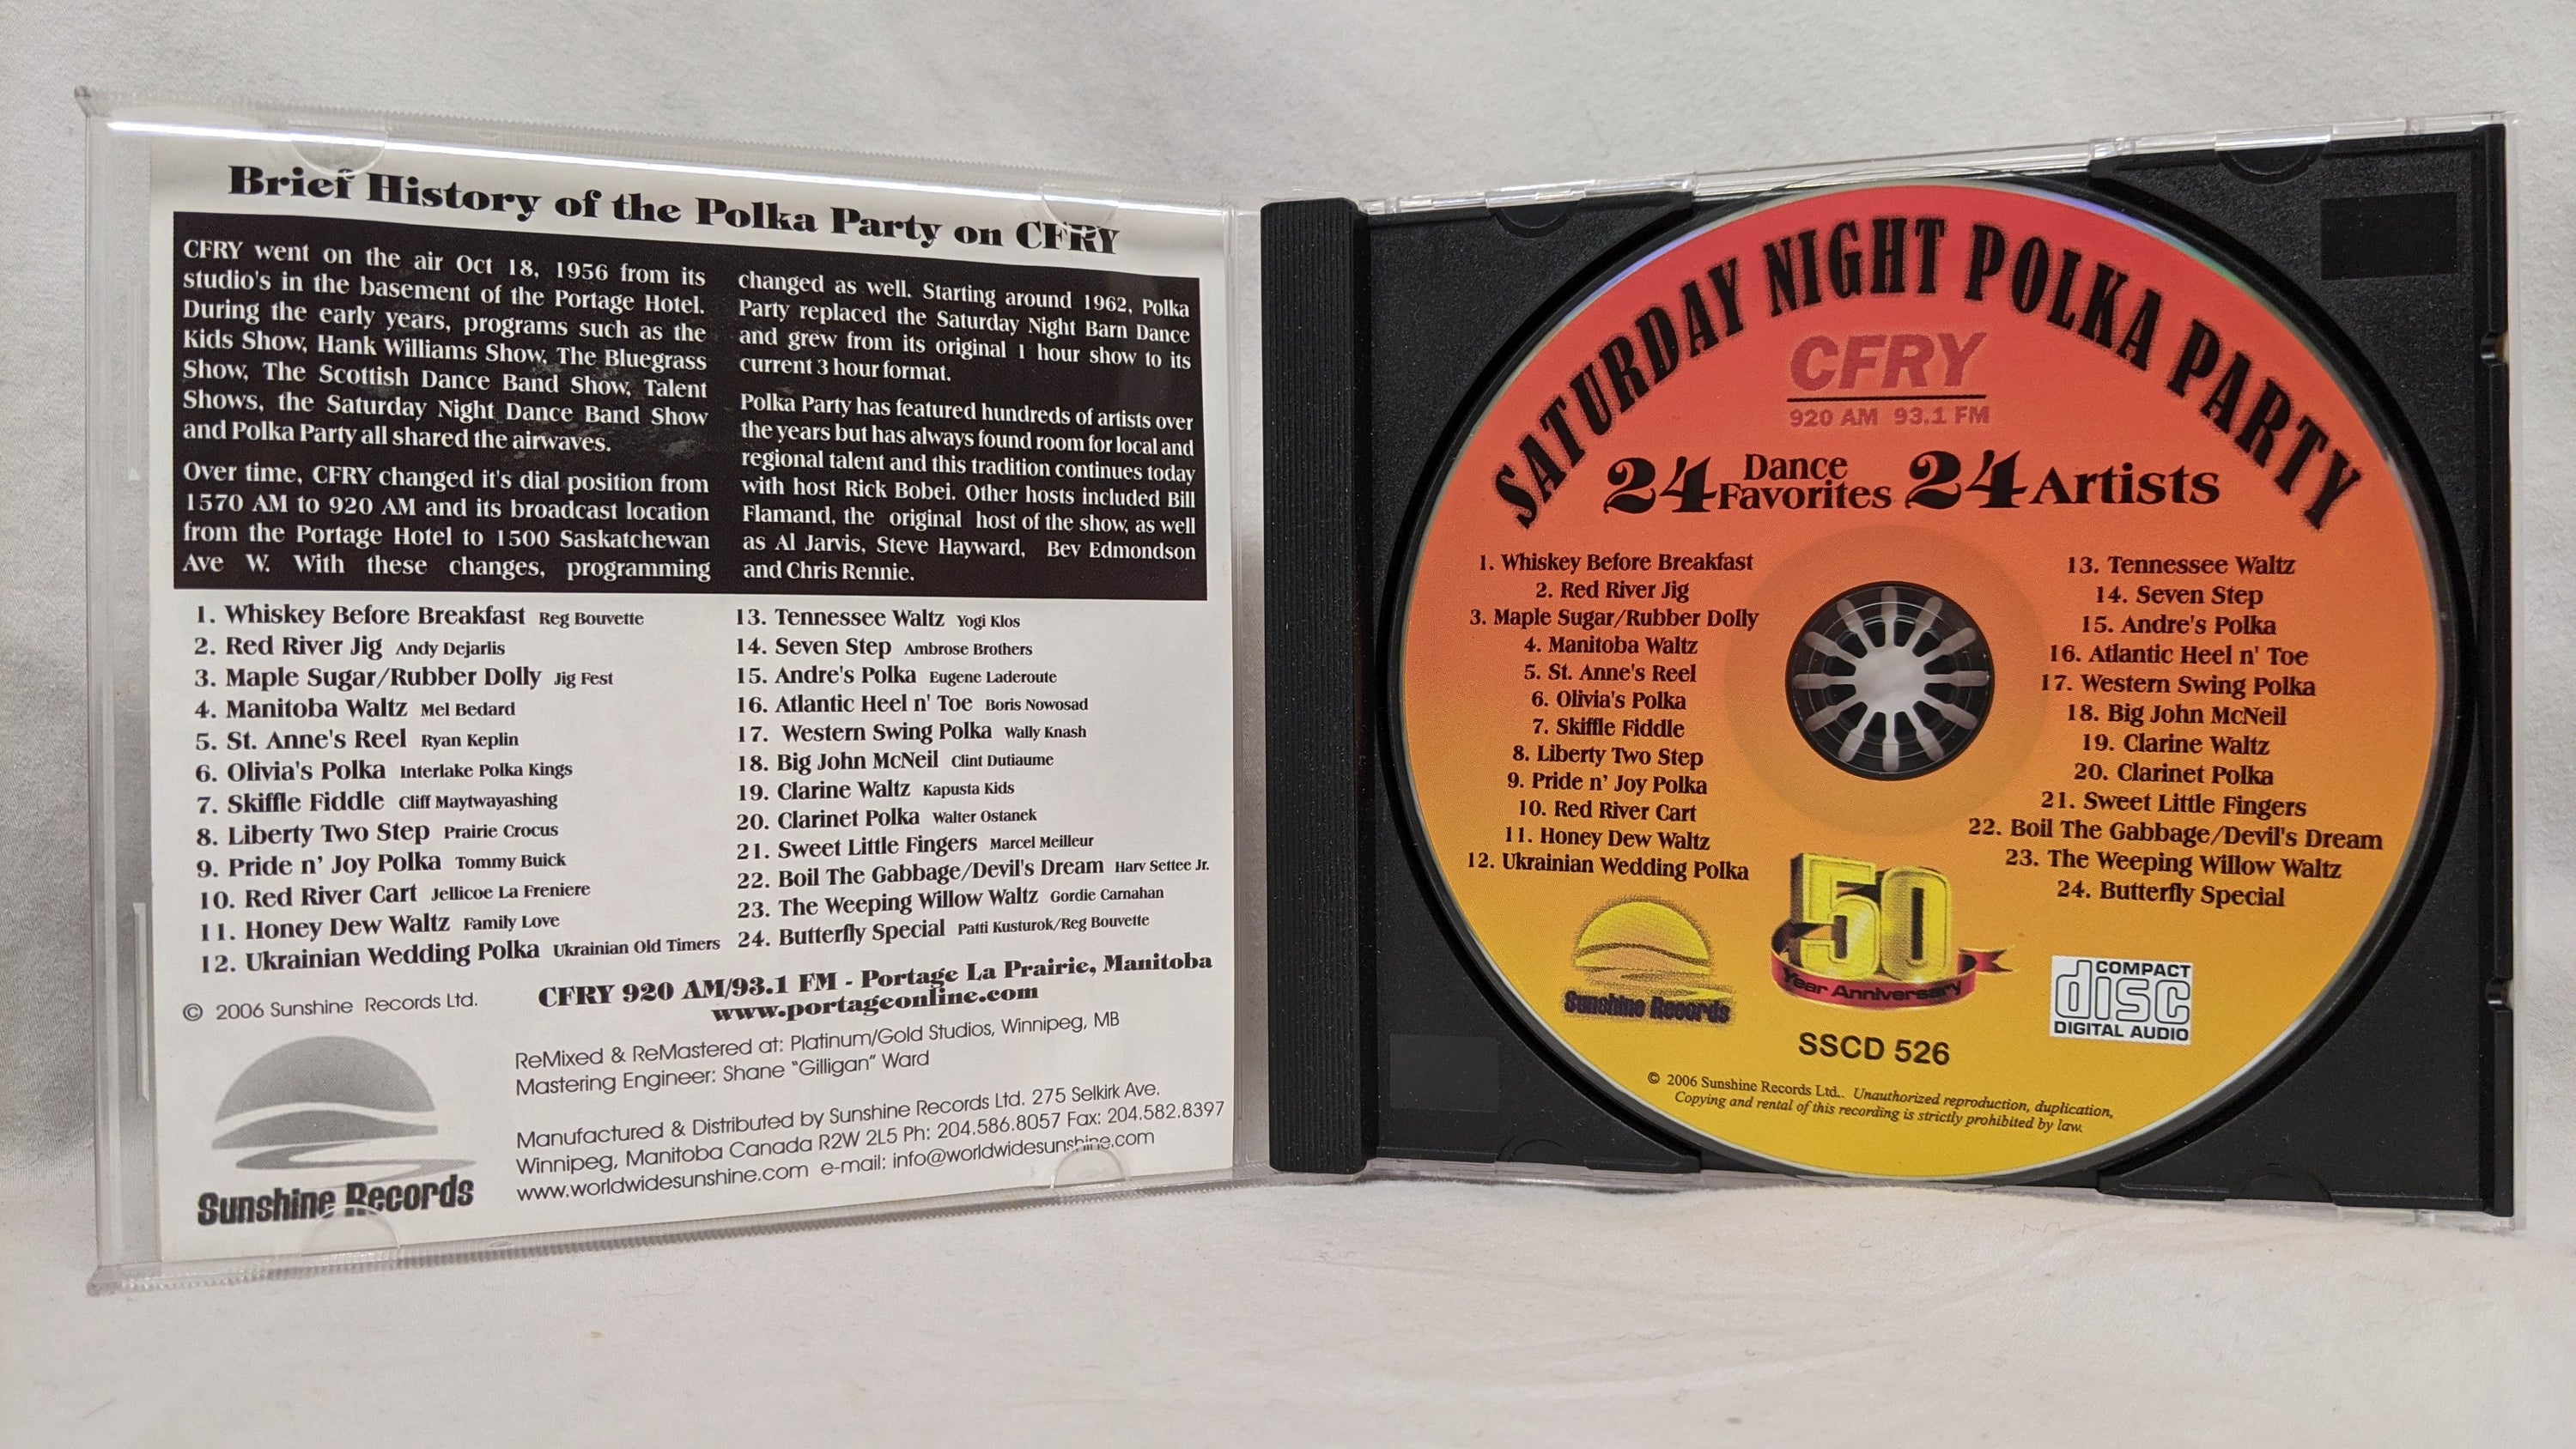 Brief History of the Polka Party on CFRY
CFRY went on the air Oct 18, 1956 from its
studio's in the basement of the Portage Hotel.
During the early years, programs such as the
Kids Show, Hank Williams Show, The Bluegrass
Show, The Scottish Dance Band Show, Talent
Shows, the Saturday Night Dance Band Show
and Polka Party all shared the airwaves.
Over time, CFRY changed it's dial position from
1570 AM to 920 AM and its broadcast location
from the Portage Hotel to 1500 Saskatchewan
Ave W. With these changes, programming
changed as well. Starting around 1962, Polka
Party replaced the Saturday Night Barn Dance
and grew from its original 1 hour show to its
current 3 hour format.
Polka Party has featured hundreds of artists over
the years but has always found room for local and
regional talent and this tradition continues today
with host Rick Bobei. Other hosts included Bill
Flamand, the original host of the show, as well
as Al Jarvis, Steve Hayward, Bev Edmondson
and Chris Rennie.
1. Whiskey Before Breakfast Reg Bouvette
2. Red River Jig Andy Dejarlis
3. Maple Sugar/Rubber Dolly Jig Fest
4. Manitoba Waltz Mel Bedard
5. St. Anne's Reel Ryan Keplin
6. Olivia's Polka Interlake Polka Kings
7. Skiffle Fiddle Cliff Maytwayashing
8. Liberty Two Step Prairie Crocus
9. Pride n' Joy Polka Tommy Buick
10. Red River Cart Jellicoe La Freniere
11. Honey Dew Waltz Family Love
12. Ukrainian Wedding Polka Ukrainian Old Timers
13. Tennessee Waltz Yogi Klos
14. Seven Step Ambrose Brothers
15. Andre's Polka Eugene Laderoute
16. Atlantic Heel n' Toe Boris Nowosad
17. Western Swing Polka Wally Knash
18. Big John McNeil Clint Dutiaume
19. Clarine Waltz Kapusta Kids
20. Clarinet Polka Walter Ostanek
21. Sweet Little Fingers Marcel Meilleur
22. Boil The Gabbage/Devil's Dream Harv Settee Jr.
23. The Weeping Willow Waltz Gordie Carnahan
24. Butterfly Special Patti Kusturok/Reg Bouvette
© 2006 Sunshine Records Ltd.
CFRY 920 AM/93.1 FM - Portage La Prairie, Manitoba
www.portageonline.com
ReMixed & ReMastered at: Platinum/Gold Studios, Winnipeg, MB
Mastering Engineer: Shane "Gilligan" Ward
Manufactured & Distributed by Sunshine Records Ltd. 275 Selkirk Ave.
Winnipeg, Manitoba Canada R2W 2L5 Ph: 204.586.8057 Fax: 204.582.8397
www.worldwidesunshine.com e-mail: info@worldwidesunshine.com
Sunshine Records
SATURDAY NIGHT POLKA PARTY
CFRY
920 AM 93.1 FM
24 Dance Favorites 24 Artists
1. Whiskey Before Breakfast
2. Red River Jig
3. Maple Sugar/Rubber Dolly
4. Manitoba Waltz
5. St. Anne's Reel
6. Olivia's Polka
7. Skiffle Fiddle
8. Liberty Two Step
9. Pride n' Joy Polka
10. Red River Cart
11. Honey Dew Waltz
12. Ukrainian Wedding Polka
13. Tennessee Waltz
14. Seven Step
15. Andre's Polka
16. Atlantic Heel n' Toe
17. Western Swing Polka
18. Big John McNeil
19. Clarine Waltz
20. Clarinet Polka
21. Sweet Little Fingers
22. Boil The Gabbage/Devil's Dream
23. The Weeping Willow Waltz
24. Butterfly Special
Sunshine Records
50
Year Anniversary
COMPACT
disc
DIGITAL AUDIO
SSCD 526
© 2006 Sunshine Records Ltd.. Unauthorized reproduction, duplication,
Copying and rental of this recording is strictly prohibited by law.